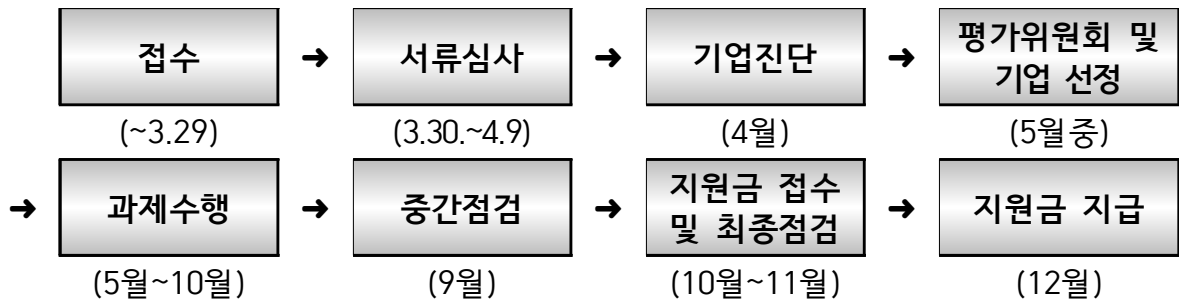 접수 ➜ 서류심사 ➜ 기업진단 ➜ 평가위원회 및
기업 선정
(~3.29) (3.30.~4.9) (4월) (5월중)
➜ 과제수행 ➜ 중간점검 ➜ 지원금 접수
및 최종점검 ➜ 지원금 지급
(5월~10월) (9월) (10월~11월) (12월)